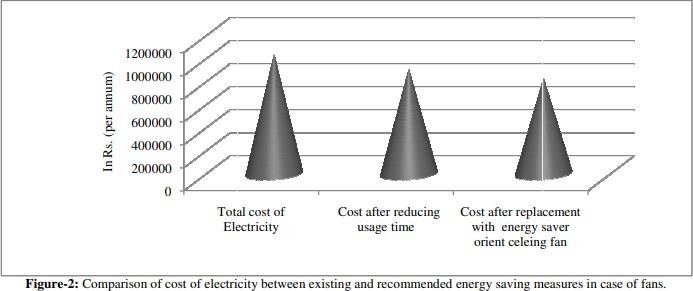 1200000
1000000
800000
600000
400000
200000
0
In Rs. (per annum)
Total cost of
Electricity
Cost after reducing
usage time
Cost after replacement
with energy saver
orient celeing fan
Figure-2: Comparison of cost of electricity between existing and recommended energy saving measures in case of fans.